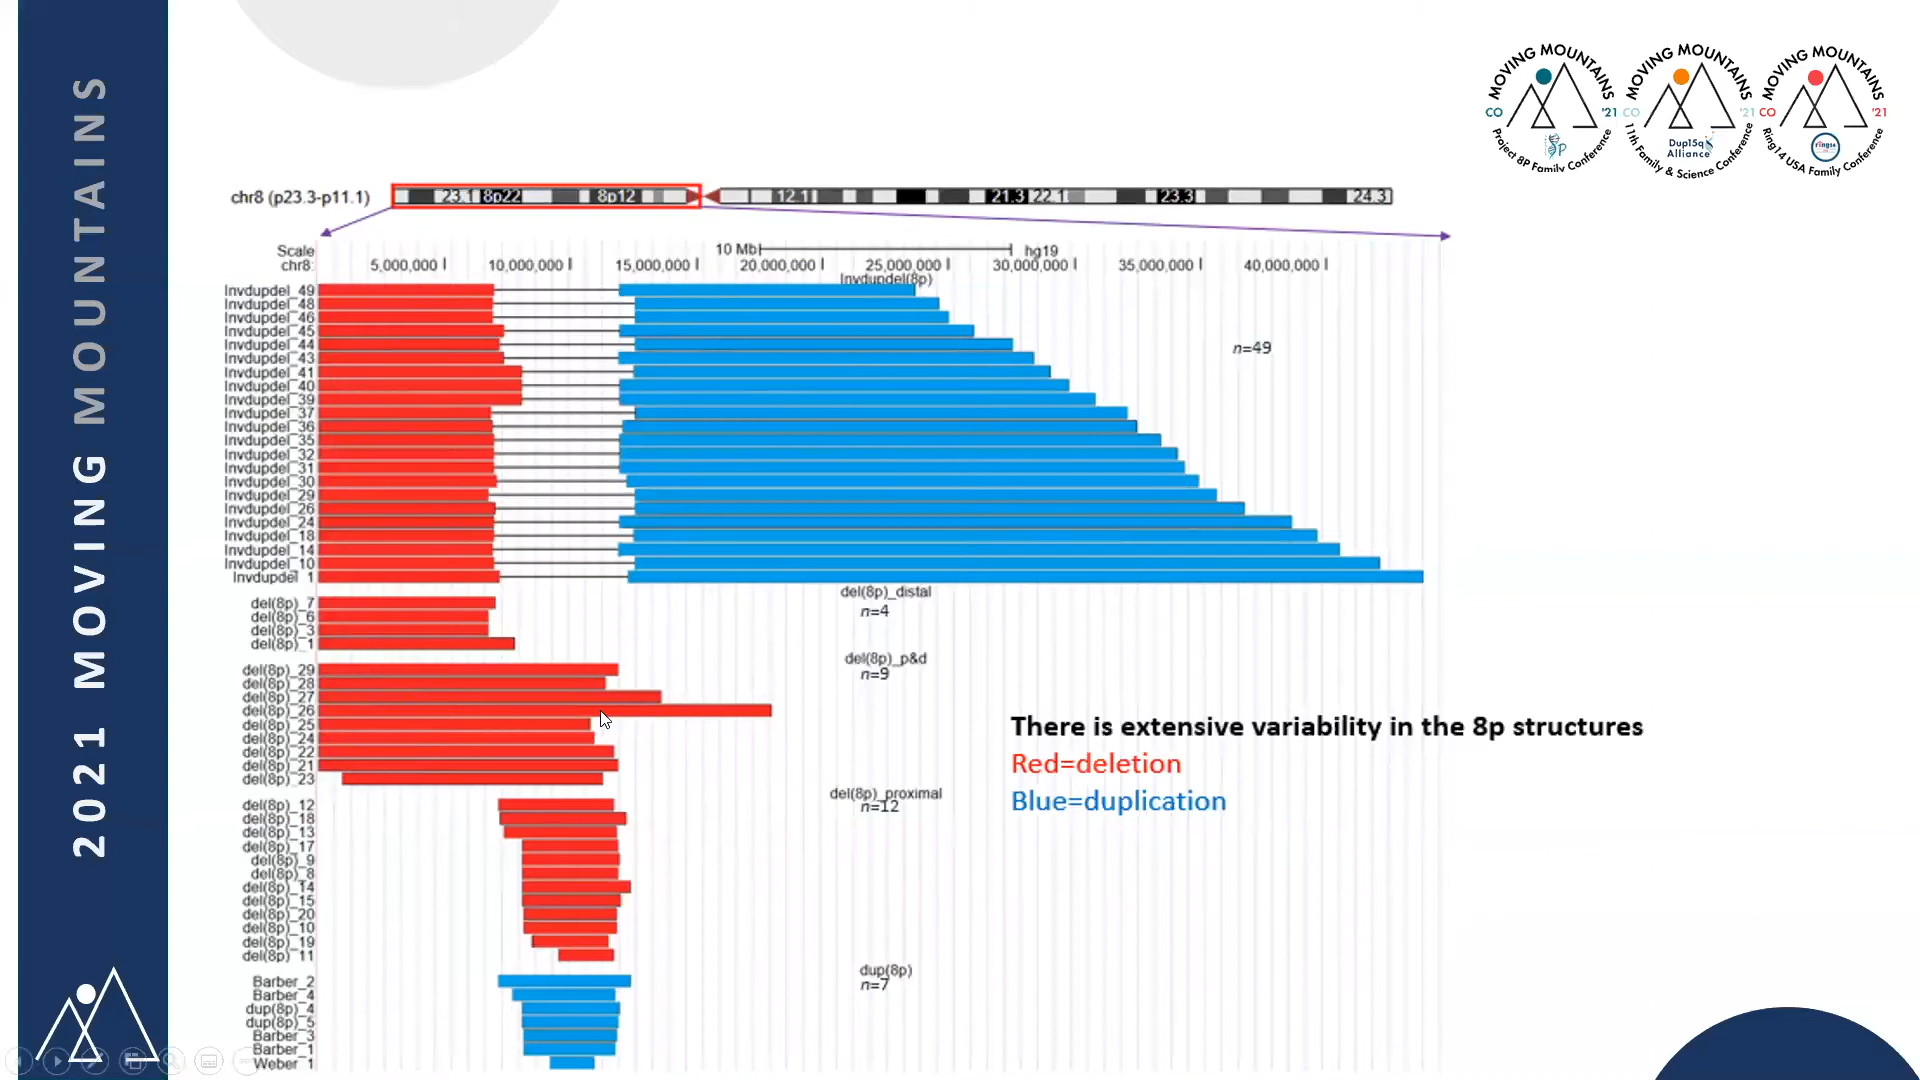 2021 MOVING MOUNTAINS
MOVING MOUNTAINS
CO '21
Project 8P Family Conference
8p
MOVING MOUNTAINS
CO '21
11th Family & Science Conference
Dup15q
Alliance
MOVING MOUNTAINS
CO '21
Ring14 USA Family Conference
ring14
chr8 (p23.3-p11.1) 23.1 8p22 8p12 12.1 21.3 22.1 23.3 24.3
Scale 10 Mb hg19
chr8: 5,000,000 10,000,000 15,000,000 20,000,000 25,000,000 30,000,000 35,000,000 40,000,000
Invdupdel(8p)
Invdupdel_49
Invdupdel_48
Invdupdel_46
Invdupdel_45
Invdupdel_44
n=49
Invdupdel_43
Invdupdel_41
Invdupdel_40
Invdupdel_39
Invdupdel_37
Invdupdel_36
Invdupdel_35
Invdupdel_32
Invdupdel_31
Invdupdel_30
Invdupdel_29
Invdupdel_26
Invdupdel_24
Invdupdel_18
Invdupdel_14
Invdupdel_10
Invdupdel_1
del(8p)_distal
n=4
del(8p)_7
del(8p)_6
del(8p)_3
del(8p)_1
del(8p)_p&d
n=9
del(8p)_29
del(8p)_28
del(8p)_27
del(8p)_26
del(8p)_25
del(8p)_24
del(8p)_22
del(8p)_21
del(8p)_23
There is extensive variability in the 8p structures
Red=deletion
Blue=duplication
del(8p)_proximal
n=12
del(8p)_12
del(8p)_18
del(8p)_13
del(8p)_17
del(8p)_9
del(8p)_8
del(8p)_14
del(8p)_15
del(8p)_20
del(8p)_10
del(8p)_19
del(8p)_11
dup(8p)
n=7
Barber_2
Barber_4
dup(8p)_4
dup(8p)_5
Barber_3
Barber_1
Weber_1